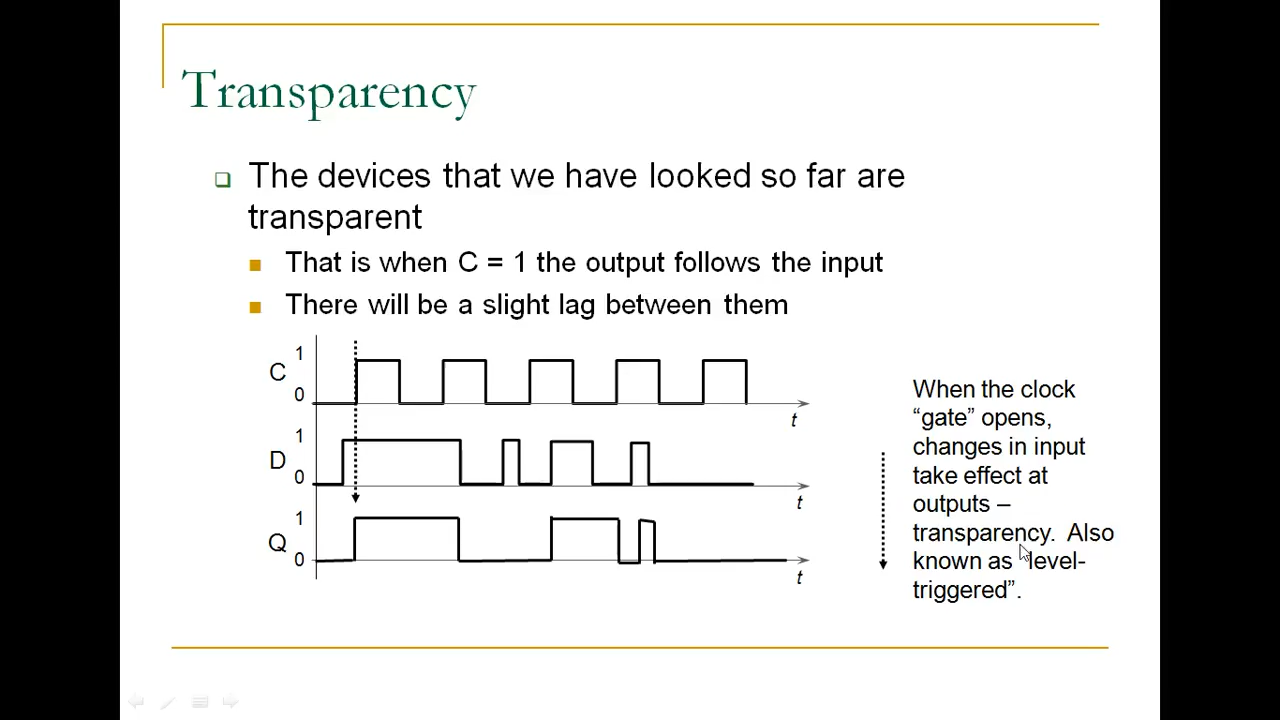 Transparency
The devices that we have looked so far are
transparent
That is when C = 1 the output follows the input
There will be a slight lag between them
C 1
0
t
D 1
0
t
Q 1
0
t
When the clock
“gate” opens,
changes in input
take effect at
outputs –
transparency. Also
known as “level-
triggered”.